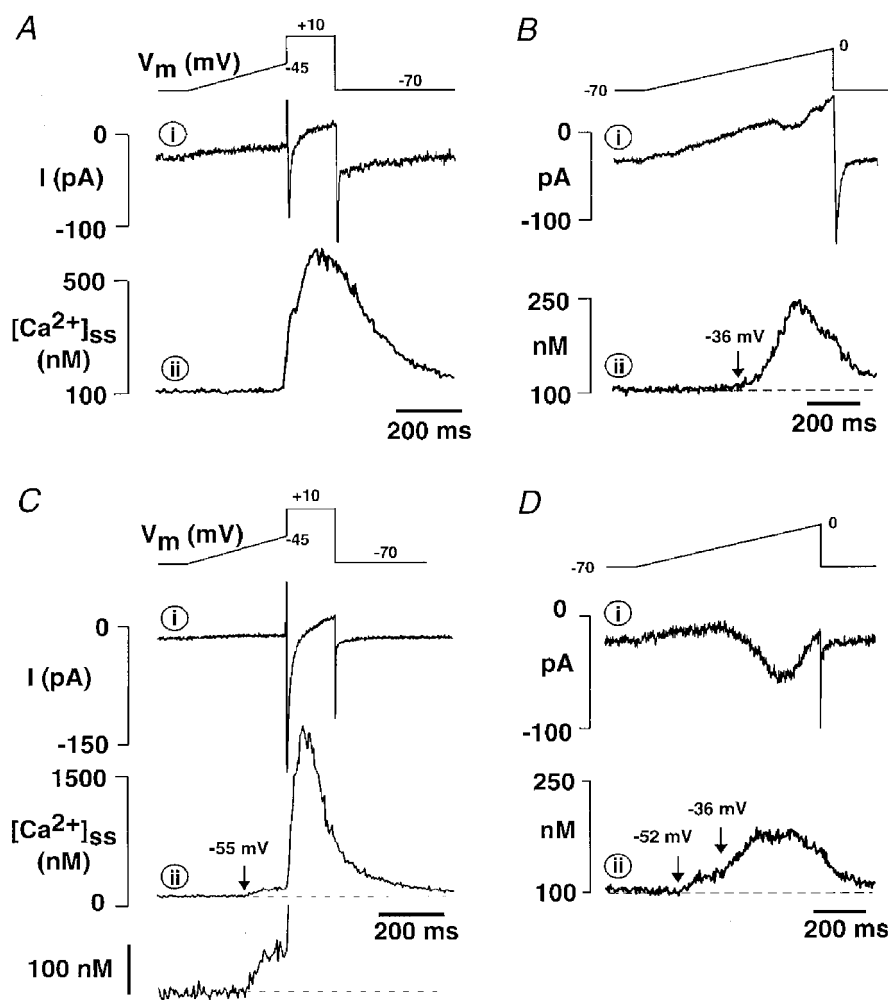 A
+10
Vm (mV)
-45
-70
i
0
I (pA)
-100
500
[Ca2+]SS
(nM)
ii
100
200 ms
B
0
-70
i
0
pA
-100
250
-36 mV
nM
ii
100
200 ms
C
+10
Vm (mV)
-45
-70
i
0
I (pA)
-150
1500
[Ca2+]SS
(nM)
-55 mV
ii
0
200 ms
100 nM
D
0
-70
i
0
pA
-100
250
-36 mV
-52 mV
nM
ii
100
200 ms